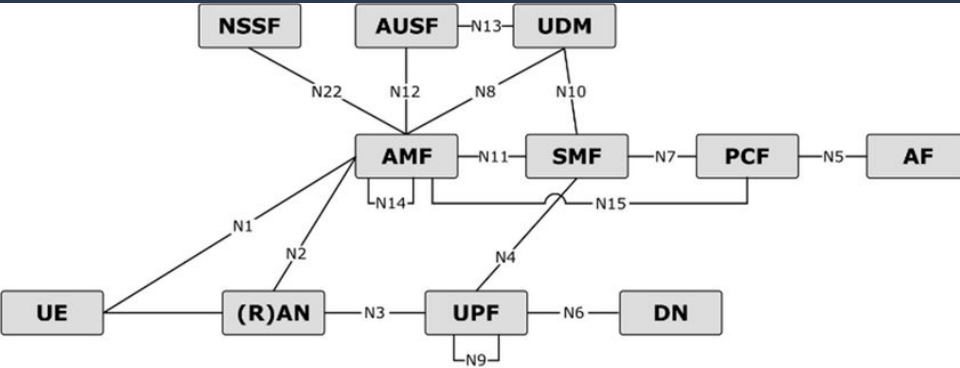 NSSF
AUSF
N13
UDM
N22
N12
N8
N10
AMF
N11
SMF
N7
PCF
N5
AF
N14
N15
N1
N2
N4
UE
(R)AN
N3
UPF
N6
DN
N9